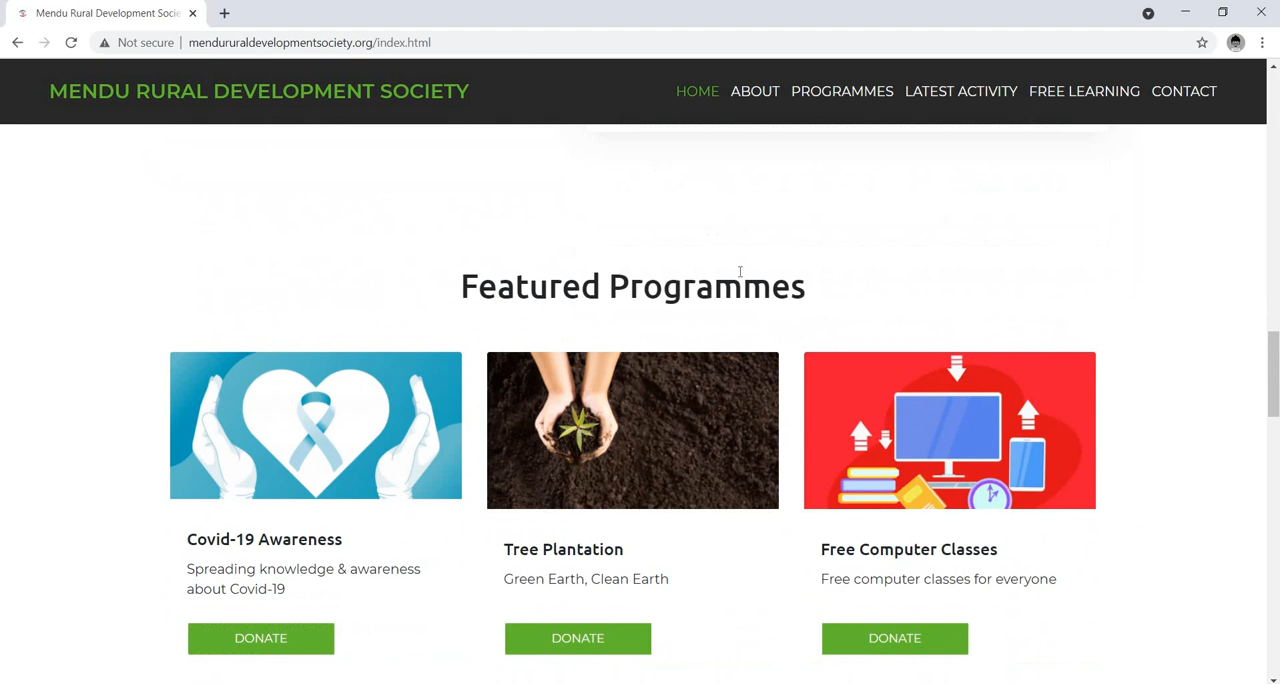 Mendu Rural Development Socie
Not secure | mendururaldevelopmentsociety.org/index.html
MENDU RURAL DEVELOPMENT SOCIETY
HOME ABOUT PROGRAMMES LATEST ACTIVITY FREE LEARNING CONTACT
Featured Programmes
Covid-19 Awareness
Spreading knowledge & awareness
about Covid-19
DONATE
Tree Plantation
Green Earth, Clean Earth
DONATE
Free Computer Classes
Free computer classes for everyone
DONATE